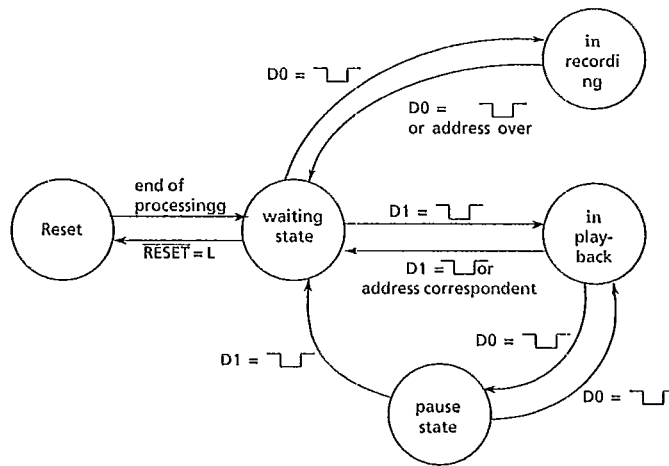 in
recordi
ng
D0 =
D0 =
or address over
end of
processingg
Reset
waiting
state
RESET = L
D1 =
in
play-
back
D1 = or
address correspondent
D0 =
D1 =
D0 =
pause
state